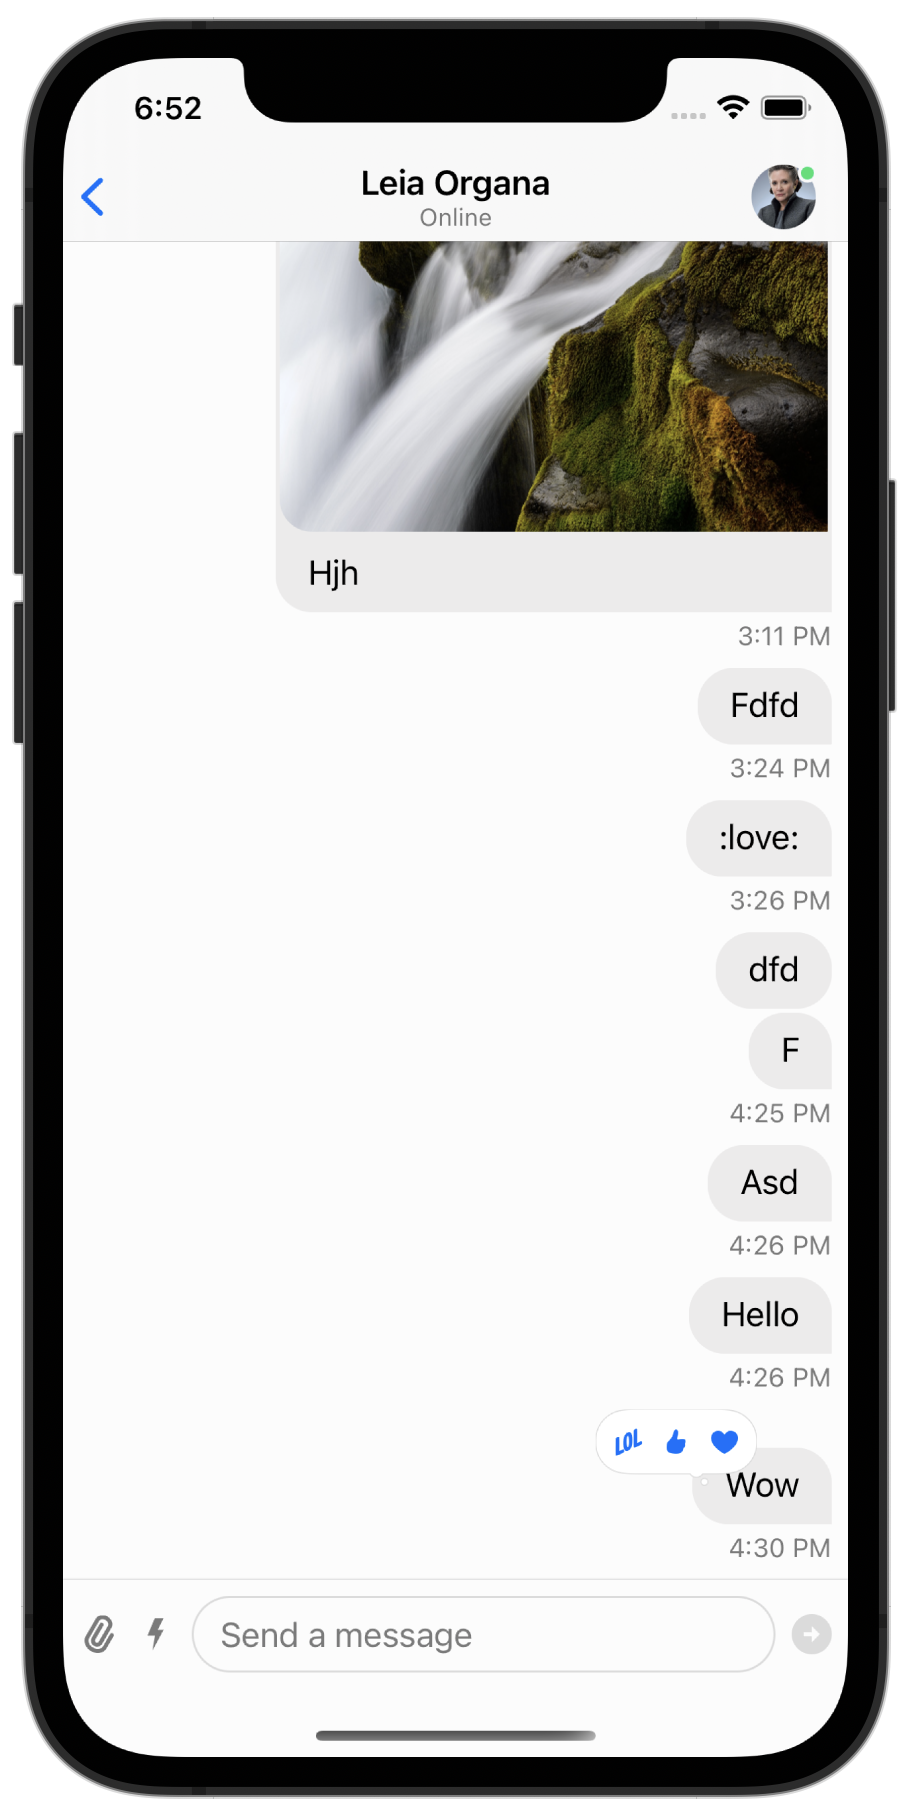 6:52
Leia Organa
Online
Hjh
3:11 PM
Fdfd
3:24 PM
:love:
3:26 PM
dfd
F
4:25 PM
Asd
4:26 PM
Hello
4:26 PM
LOL
Wow
4:30 PM
Send a message